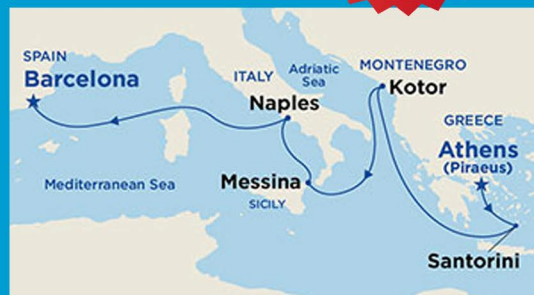 SPAIN
Barcelona
ITALY
Naples
Adriatic
Sea
MONTENEGRO
Kotor
GREECE
Athens
(Piraeus)
Mediterranean Sea
Messina
SICILY
Santorini